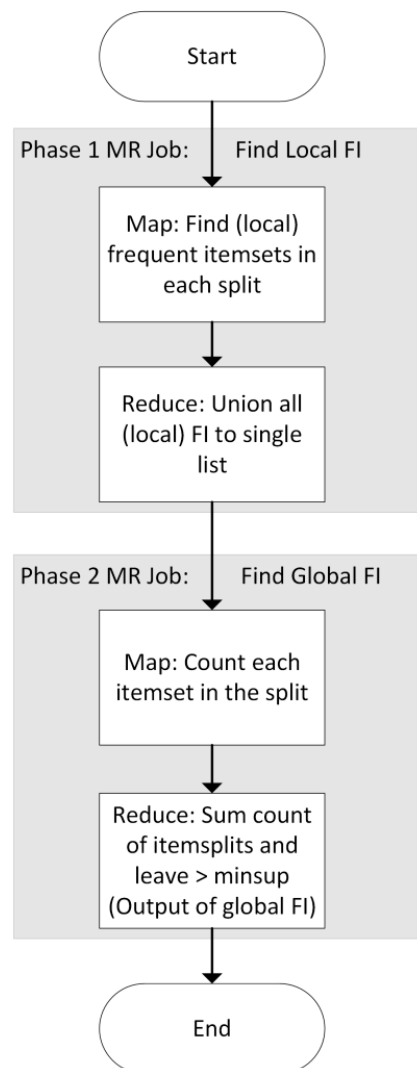 Start
Phase 1 MR Job: Find Local FI
Map: Find (local)
frequent itemsets in
each split
Reduce: Union all
(local) FI to single
list
Phase 2 MR Job: Find Global FI
Map: Count each
itemset in the split
Reduce: Sum count
of itemsplits and
leave > minsup
(Output of global FI)
End